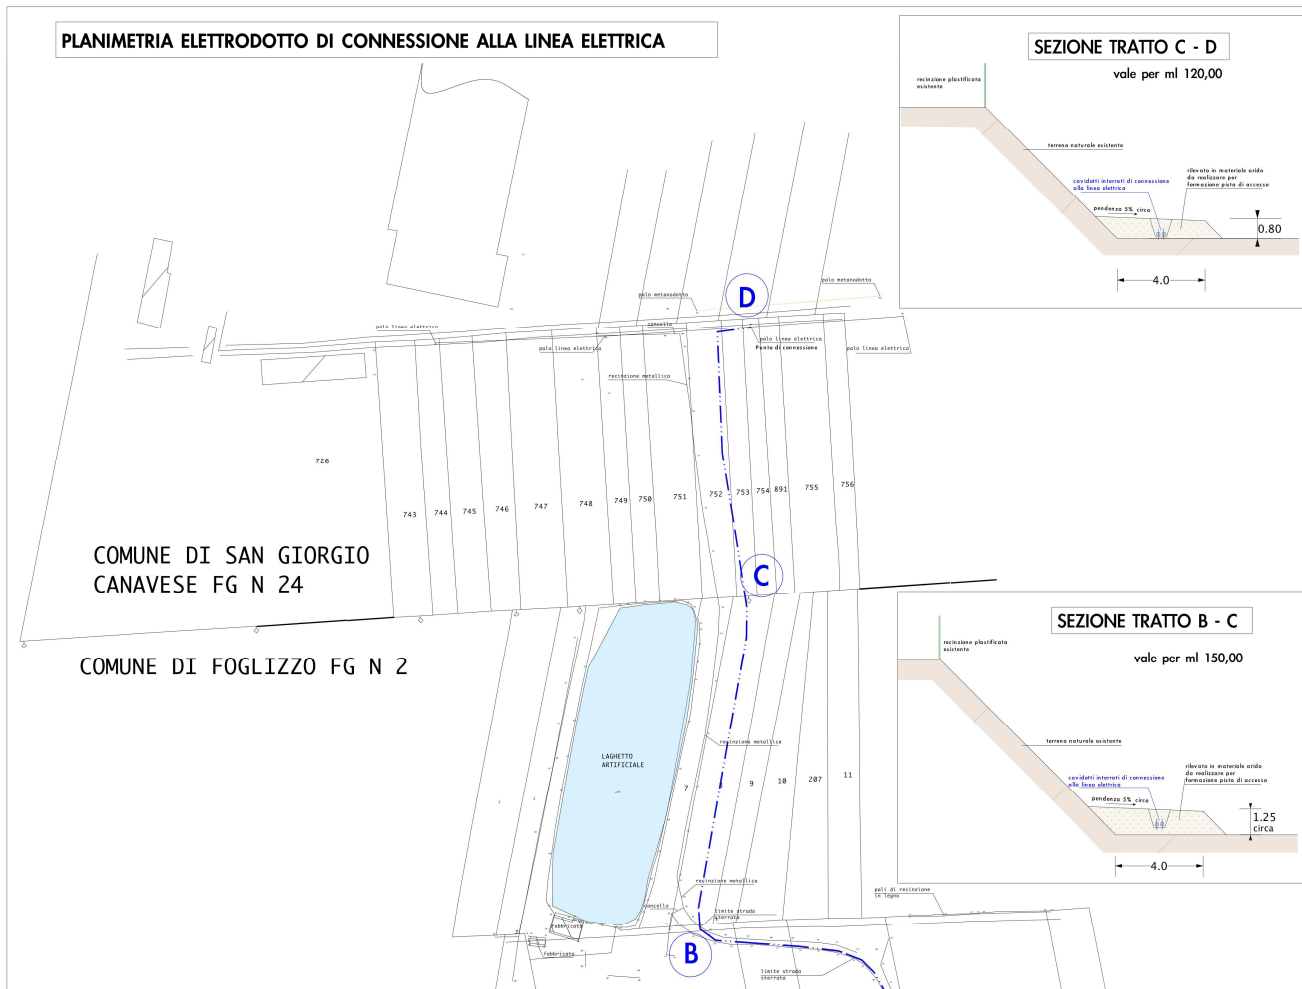 PLANIMETRIA ELETTRODOTTO DI CONNESSIONE ALLA LINEA ELETTRICA
SEZIONE TRATTO C - D
vale per ml 120,00
recinzione plastificata
esistente
terreno naturale esistente
cavidotti interrati di connessione
alla linea elettrica
rilevato in materiale arido
da realizzare per
formazione pista di accesso
pendenza 5% circa
0.80
4.0
D
palo metanodotto
palo metanodotto
palo linea elettrica
cancello
palo linea elettrica
palo linea elettrica
Punto di connessione
palo linea elettrica
recinzione metallica
726
743
744
745
746
747
748
749
750
751
752
753
754
891
755
756
COMUNE DI SAN GIORGIO
CANAVESE FG N 24
C
COMUNE DI FOGLIZZO FG N 2
SEZIONE TRATTO B - C
vale per ml 150,00
recinzione plastificata
esistente
terreno naturale esistente
cavidotti interrati di connessione
alla linea elettrica
rilevato in materiale arido
da realizzare per
formazione pista di accesso
pendenza 5% circa
1.25
circa
4.0
LAGHETTO
ARTIFICIALE
recinzione metallica
7
9
10
207
11
recinzione metallica
cancello
limite strada
sterrata
pali di recinzione
in legno
fabbricato
fabbricato
B
limite strada
sterrata